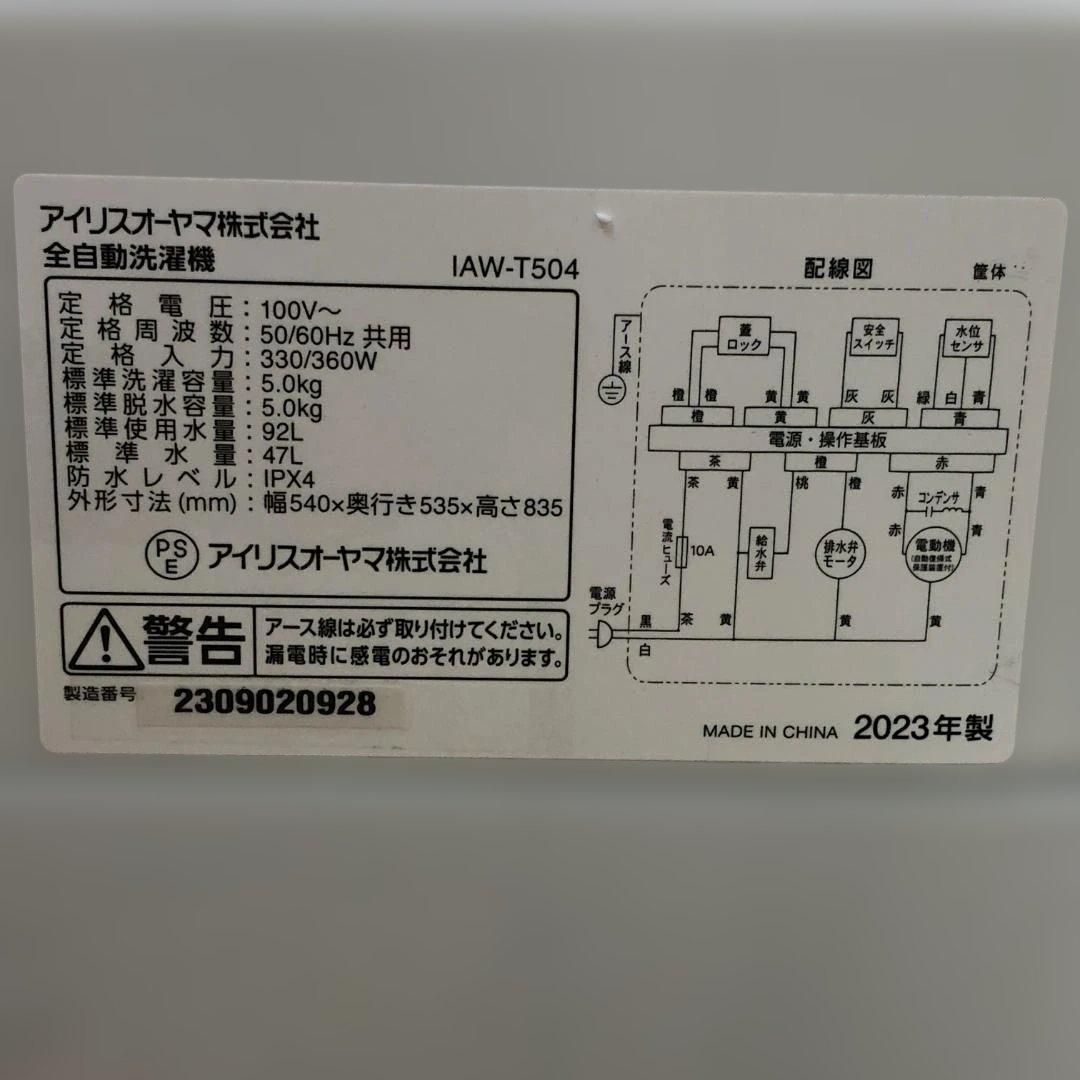 アイリスオーヤマ株式会社
全自動洗濯機 IAW-T504
定格電圧：100V～
定格周波数：50/60Hz 共用
定格入力：330/360W
標準洗濯容量：5.0kg
標準脱水容量：5.0kg
標準使用水量：92L
標準水量：47L
防水レベル：IPX4
外形寸法(mm)：幅540×奥行き535×高さ835
PSE アイリスオーヤマ株式会社
警告
アース線は必ず取り付けてください。
漏電時に感電のおそれがあります。
製造番号 2309020928
配線図 筐体
アース線
蓋
ロック
安全
スイッチ
水位
センサ
橙 橙 黄 黄 灰 灰 緑 白 青
橙 黄 灰 青
電源・操作基板
茶 橙 赤
茶 黄 桃 橙 赤 コンデンサ 青
赤 青
電流ヒューズ
10A
給水弁
排水弁
モータ
電動機
(自動復帰式
保護装置付)
電源
プラグ
黒 茶 黄 黄 黄
白
MADE IN CHINA 2023年製